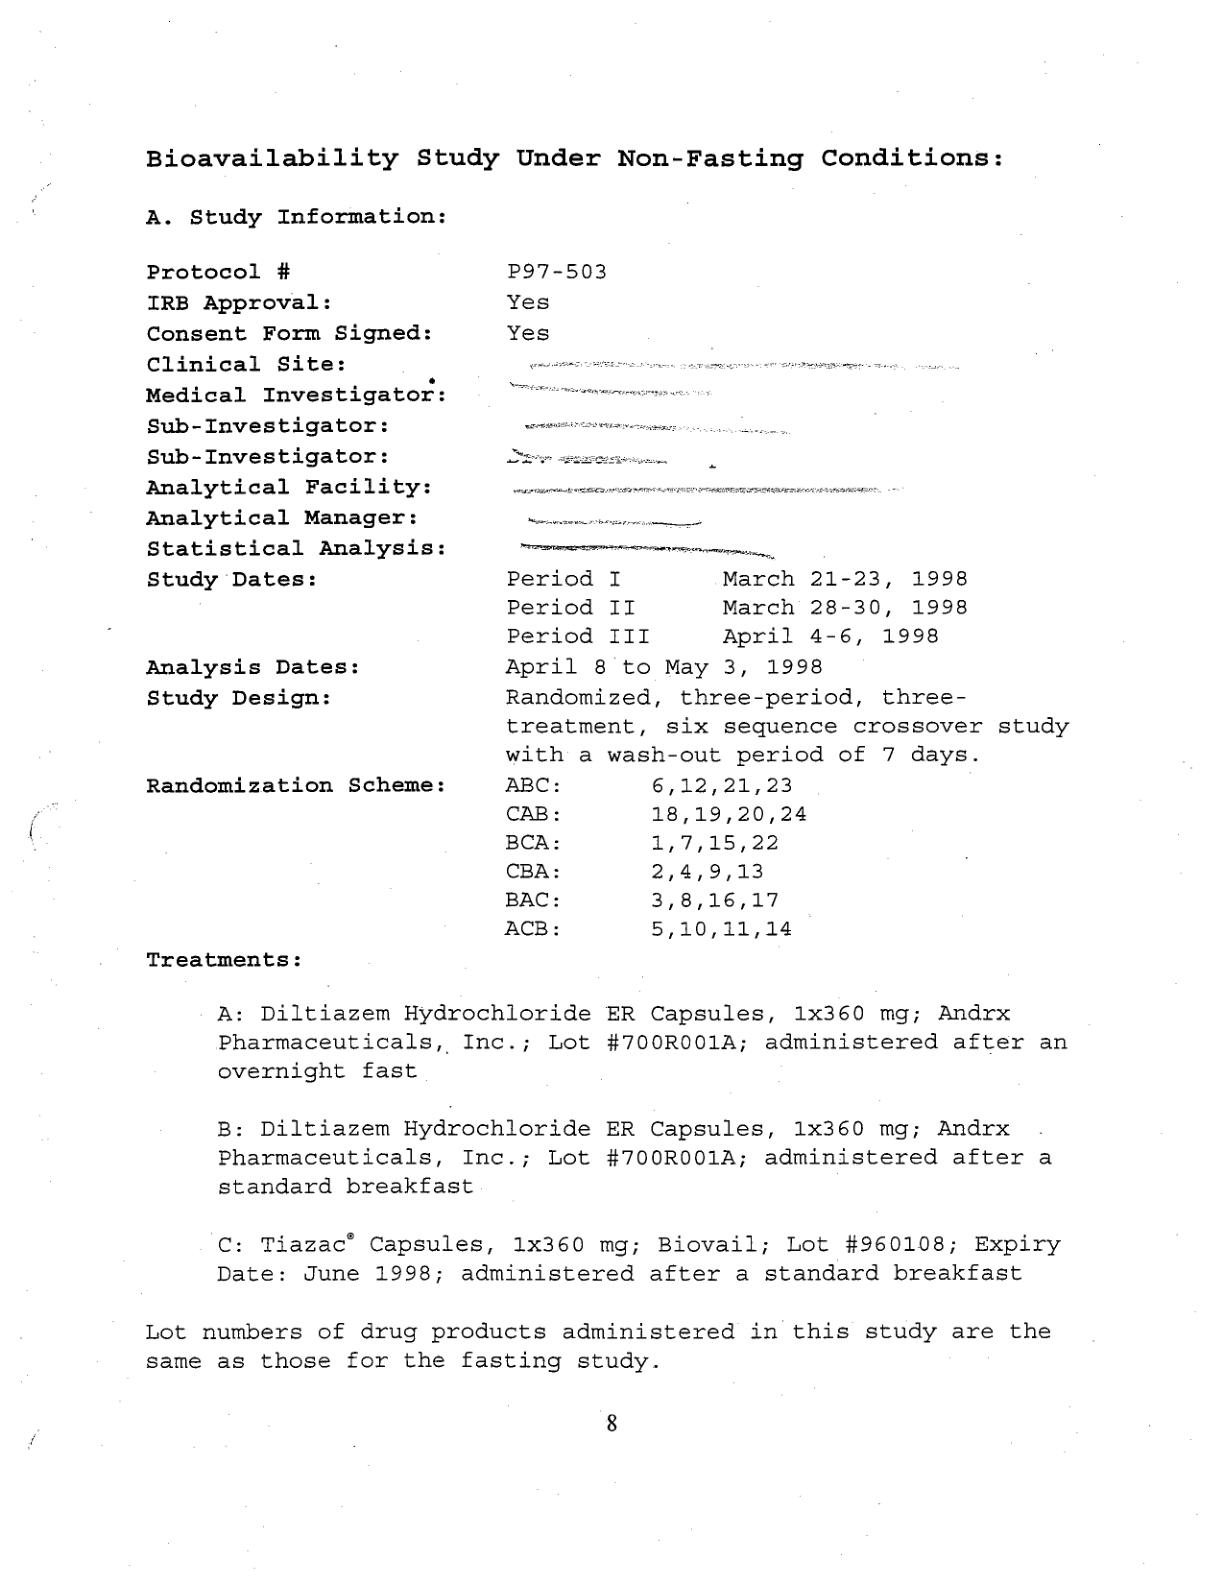 Bioavailability Study Under Non-Fasting Conditions:
A. Study Information:
Protocol # P97-503
IRB Approval: Yes
Consent Form Signed: Yes
Clinical Site:
Medical Investigator:
Sub-Investigator:
Sub-Investigator:
Analytical Facility:
Analytical Manager:
Statistical Analysis:
Study Dates: Period I March 21-23, 1998
Period II March 28-30, 1998
Period III April 4-6, 1998
Analysis Dates: April 8 to May 3, 1998
Study Design: Randomized, three-period, three-
treatment, six sequence crossover study
with a wash-out period of 7 days.
Randomization Scheme: ABC: 6,12,21,23
CAB: 18,19,20,24
BCA: 1,7,15,22
CBA: 2,4,9,13
BAC: 3,8,16,17
ACB: 5,10,11,14
Treatments:
A: Diltiazem Hydrochloride ER Capsules, 1x360 mg; Andrx
Pharmaceuticals, Inc.; Lot #700R001A; administered after an
overnight fast
B: Diltiazem Hydrochloride ER Capsules, 1x360 mg; Andrx
Pharmaceuticals, Inc.; Lot #700R001A; administered after a
standard breakfast
C: Tiazac® Capsules, 1x360 mg; Biovail; Lot #960108; Expiry
Date: June 1998; administered after a standard breakfast
Lot numbers of drug products administered in this study are the
same as those for the fasting study.
8